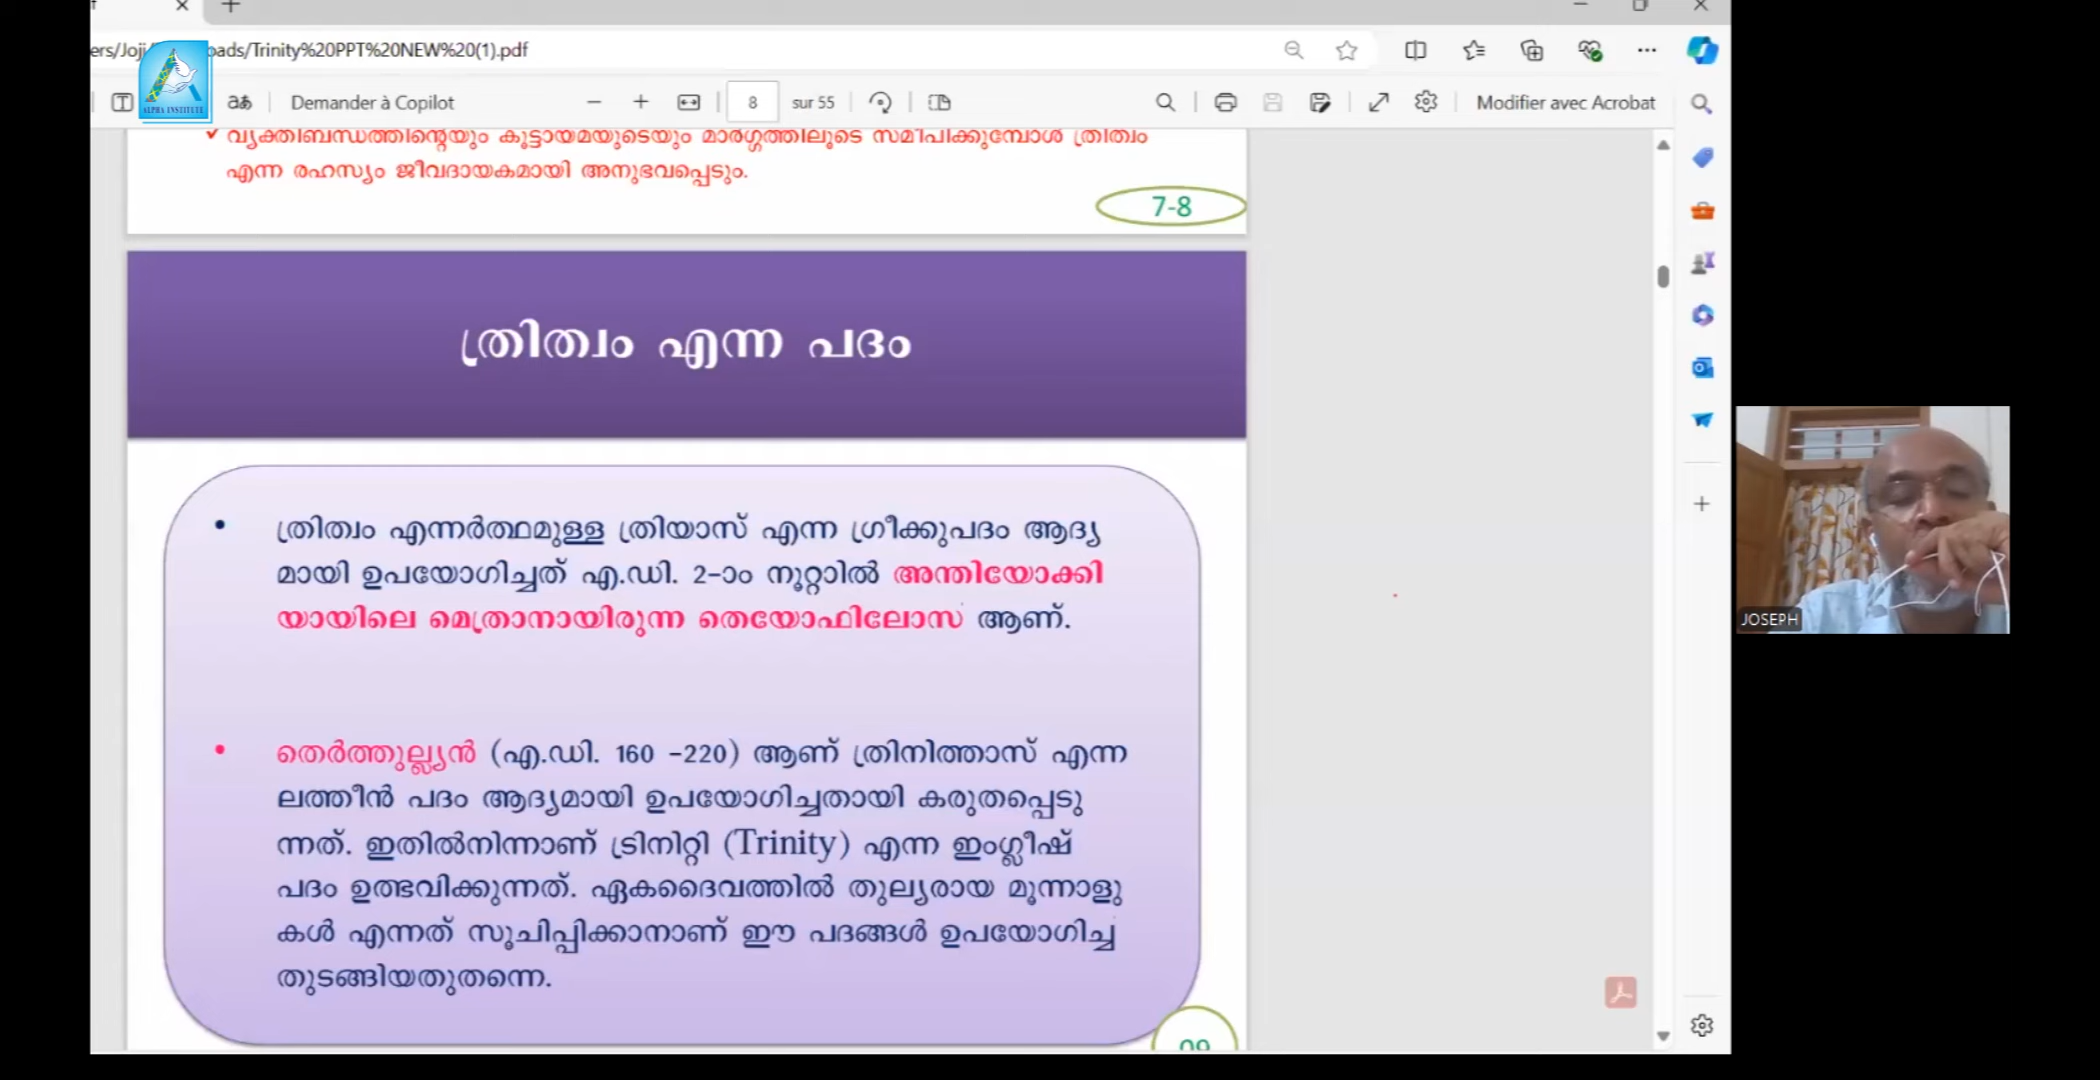 ers/Joji/
oads/Trinity%20PPT%20NEW%20(1).pdf
ALPHA INSTITUTE
Demander à Copilot
8
sur 55
Modifier avec Acrobat
✓ വ്യക്തിബന്ധത്തിന്റെയും കൂട്ടായമയുടെയും മാർഗ്ഗത്തിലൂടെ സമീപിക്കുമ്പോൾ ത്രിത്വം
എന്ന രഹസ്യം ജീവദായകമായി അനുഭവപ്പെടും.
7-8
ത്രിത്വം എന്ന പദം
• ത്രിത്വം എന്നർത്ഥമുള്ള ത്രിയാസ് എന്ന ഗ്രീക്കുപദം ആദ്യ
മായി ഉപയോഗിച്ചത് എ.ഡി. 2-ാം നൂറ്റാിൽ അന്തിയോക്കി
യായിലെ മെത്രാനായിരുന്ന തെയോഫിലോസ് ആണ്.
• തെർത്തുല്ല്യൻ (എ.ഡി. 160 -220) ആണ് ത്രിനിത്താസ് എന്ന
ലത്തീൻ പദം ആദ്യമായി ഉപയോഗിച്ചതായി കരുതപ്പെടു
ന്നത്. ഇതിൽനിന്നാണ് ട്രിനിറ്റി (Trinity) എന്ന ഇംഗ്ലീഷ്
പദം ഉത്ഭവിക്കുന്നത്. ഏകദൈവത്തിൽ തുല്യരായ മൂന്നാളു
കൾ എന്നത് സൂചിപ്പിക്കാനാണ് ഈ പദങ്ങൾ ഉപയോഗിച്ചു
തുടങ്ങിയതുതന്നെ.
09
JOSEPH